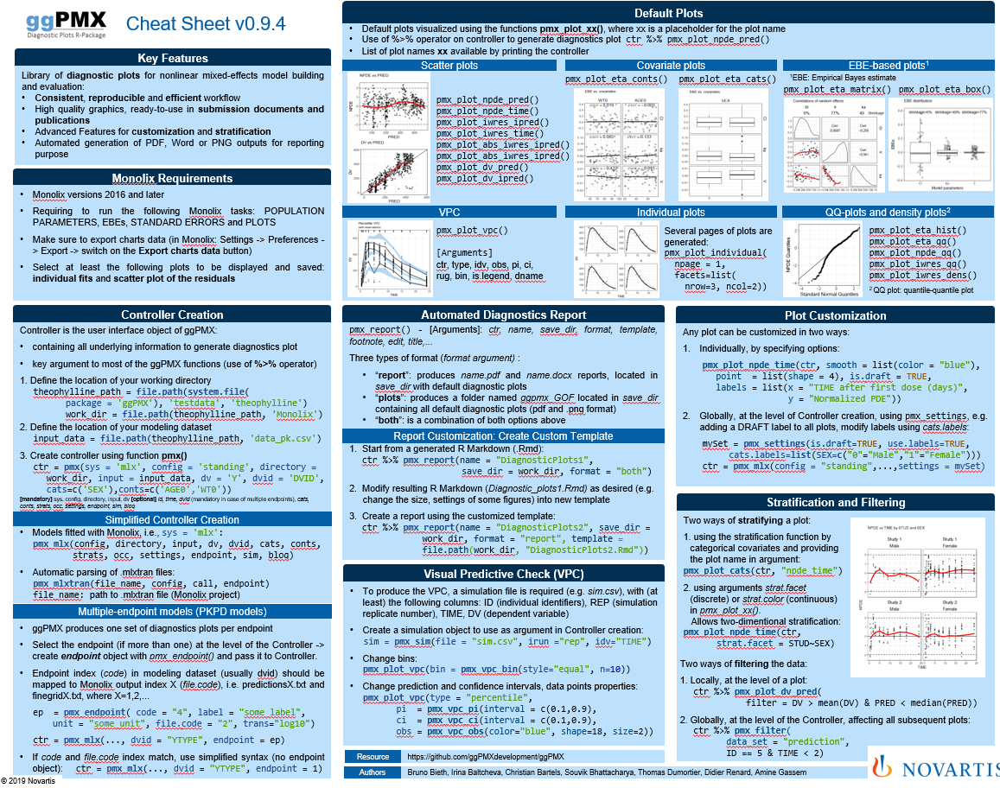 ggPMX
Diagnostic Plots R-Package
Cheat Sheet v0.9.4
Key Features
Library of diagnostic plots for nonlinear mixed-effects model building
and evaluation:
• Consistent, reproducible and efficient workflow
• High quality graphics, ready-to-use in submission documents and
publications
• Advanced Features for customization and stratification
• Automated generation of PDF, Word or PNG outputs for reporting
purpose
Monolix Requirements
• Monolix versions 2016 and later
• Requiring to run the following Monolix tasks: POPULATION
PARAMETERS, EBEs, STANDARD ERRORS and PLOTS
• Make sure to export charts data (in Monolix: Settings -> Preferences -
> Export -> switch on the Export charts data button)
• Select at least the following plots to be displayed and saved:
individual fits and scatter plot of the residuals
Default Plots
• Default plots visualized using the functions pmx_plot_xx(), where xx is a placeholder for the plot name
• Use of %>% operator on controller to generate diagnostics plot ctr %>% pmx_plot_npde_pred()
• List of plot names xx available by printing the controller
Scatter plots
NPDE vs PRED
NPDE
PRED
DV vs PRED
DV
PRED
pmx_plot_npde_pred()
pmx_plot_npde_time()
pmx_plot_iwres_ipred()
pmx_plot_iwres_time()
pmx_plot_abs_iwres_ipred()
pmx_plot_abs_iwres_ipred()
pmx_plot_dv_pred()
pmx_plot_dv_ipred()
Covariate plots
pmx_plot_eta_conts() pmx_plot_eta_cats()
EBE vs. covariates
WT0 AGE0
EBE vs. covariates
SEX
EBE-based plots1
1EBE: Empirical Bayes estimate
pmx_plot_eta_matrix() pmx_plot_eta_box()
Correlations of random effects
EBE distribution
EBEs
Model parameters
VPC
TIME
pmx_plot_vpc()
[Arguments]
ctr, type, idv, obs, pi, ci,
rug, bin, is.legend, dname
Individual plots
1 2
3 4
TIME
Several pages of plots are
generated:
pmx_plot_individual(
npage = 1,
facets=list(
nrow=3, ncol=2))
QQ-plots and density plots2
NPDE Quantiles
Standard Normal Quantiles
pmx_plot_eta_hist()
pmx_plot_eta_qq()
pmx_plot_npde_qq()
pmx_plot_iwres_qq()
pmx_plot_iwres_dens()
2 QQ plot: quantile-quantile plot
Controller Creation
Controller is the user interface object of ggPMX:
• containing all underlying information to generate diagnostics plot
• key argument to most of the ggPMX functions (use of %>% operator)
1. Define the location of your working directory
theophylline_path = file.path(system.file(
package = 'ggPMX'), 'testdata', 'theophylline')
work_dir = file.path(theophylline_path, 'Monolix')
2. Define the location of your modeling dataset
input_data = file.path(theophylline_path, 'data_pk.csv')
3. Create controller using function pmx()
ctr = pmx(sys = 'mlx', config = 'standing', directory =
work_dir, input = input_data, dv = 'Y', dvid = 'DVID',
cats=c('SEX'),conts=c('AGE0','WT0'))
[mandatory] sys, config, directory, input, dv [optional] id, time, dvid (mandatory in case of multiple endpoints), cats,
conts, strats, occ, settings, endpoint, sim, bloq
Simplified Controller Creation
• Models fitted with Monolix, i.e., sys = 'mlx':
pmx_mlx(config, directory, input, dv, dvid, cats, conts,
strats, occ, settings, endpoint, sim, bloq)
• Automatic parsing of .mlxtran files:
pmx_mlxtran(file_name, config, call, endpoint)
file_name: path to .mlxtran file (Monolix project)
Multiple-endpoint models (PKPD models)
• ggPMX produces one set of diagnostics plots per endpoint
• Select the endpoint (if more than one) at the level of the Controller ->
create endpoint object with pmx_endpoint() and pass it to Controller.
• Endpoint index (code) in modeling dataset (usually dvid) should be
mapped to Monolix output index X (file.code), i.e. predictionsX.txt and
finegridX.txt, where X=1,2,...
ep = pmx_endpoint( code = "4", label = "some_label",
unit = "some_unit", file.code = "2", trans="log10")
ctr = pmx_mlx(..., dvid = "YTYPE", endpoint = ep)
• If code and file.code index match, use simplified syntax (no endpoint
object): ctr = pmx_mlx(..., dvid = "YTYPE", endpoint = 1)
© 2019 Novartis
Automated Diagnostics Report
pmx_report() - [Arguments]: ctr, name, save_dir, format, template,
footnote, edit, title,...
Three types of format (format argument) :
• “report”: produces name.pdf and name.docx reports, located in
save_dir with default diagnostic plots
• “plots”: produces a folder named ggpmx_GOF located in save_dir
containing all default diagnostic plots (pdf and .png format)
• “both”: is a combination of both options above
Report Customization: Create Custom Template
1. Start from a generated R Markdown (.Rmd):
ctr %>% pmx_report(name = "DiagnosticPlots1",
save_dir = work_dir, format = "both")
2. Modify resulting R Markdown (Diagnostic_plots1.Rmd) as desired (e.g.
change the size, settings of some figures) into new template
3. Create a report using the customized template:
ctr %>% pmx_report(name = "DiagnosticPlots2", save_dir =
work_dir, format = "report", template =
file.path(work_dir, "DiagnosticPlots2.Rmd"))
Visual Predictive Check (VPC)
• To produce the VPC, a simulation file is required (e.g. sim.csv), with (at
least) the following columns: ID (individual identifiers), REP (simulation
replicate number), TIME, DV (dependent variable)
• Create a simulation object to use as argument in Controller creation:
sim = pmx_sim(file = "sim.csv", irun ="rep", idv="TIME")
• Change bins:
pmx_plot_vpc(bin = pmx_vpc_bin(style="equal", n=10))
• Change prediction and confidence intervals, data points properties:
pmx_plot_vpc(type = "percentile",
pi = pmx_vpc_pi(interval = c(0.1,0.9),
ci = pmx_vpc_ci(interval = c(0.1,0.9),
obs = pmx_vpc_obs(color="blue", shape=18, size=2))
Resource https://github.com/ggPMXdevelopment/ggPMX
Authors Bruno Bieth, Irina Baltcheva, Christian Bartels, Souvik Bhattacharya, Thomas Dumortier, Didier Renard, Amine Gassem
Plot Customization
Any plot can be customized in two ways:
1. Individually, by specifying options:
pmx_plot_npde_time(ctr, smooth = list(color = "blue"),
point = list(shape = 4), is.draft = TRUE,
labels = list(x = "TIME after first dose (days)",
y = "Normalized PDE"))
2. Globally, at the level of Controller creation, using pmx_settings, e.g.
adding a DRAFT label to all plots, modify labels using cats.labels:
mySet = pmx_settings(is.draft=TRUE, use.labels=TRUE,
cats.labels=list(SEX=c("0"="Male","1"="Female")))
ctr = pmx_mlx(config = "standing",...,settings = mySet)
Stratification and Filtering
Two ways of stratifying a plot:
1. using the stratification function by
categorical covariates and providing
the plot name in argument:
pmx_plot_cats(ctr, "npde_time")
2. using arguments strat.facet
(discrete) or strat.color (continuous)
in pmx_plot_xx().
Allows two-dimentional stratification:
pmx_plot_npde_time(ctr,
strat.facet = STUD~SEX)
NPDE vs TIME by STUD and SEX
Study 1 Study 1
Male Female
Study 2 Study 2
Male Female
TIME
Two ways of filtering the data:
1. Locally, at the level of a plot:
ctr %>% pmx_plot_dv_pred(
filter = DV > mean(DV) & PRED < median(PRED))
2. Globally, at the level of the Controller, affecting all subsequent plots:
ctr %>% pmx_filter(
data_set = "prediction",
ID == 5 & TIME < 2)
NOVARTIS